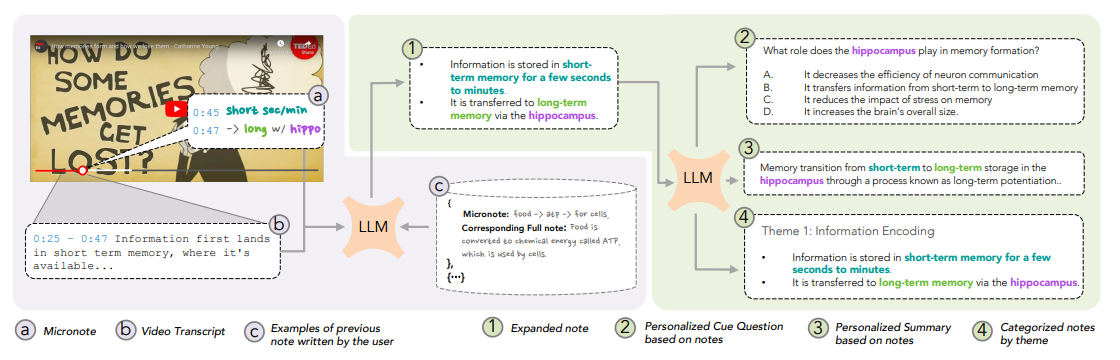 How memories form and how we lose them - Catharine Young
TEDEd
Share
HOW DO
SOME
MEMORIES
GET
LOST?
a
0:45 short sec/min
0:47 -> long w/ hippo
b
0:25 – 0:47 Information first lands
in short term memory, where it's
available...
LLM
c
{
Micronote: food -> atp -> for cells,
Corresponding Full note: Food is
converted to chemical energy called ATP,
which is used by cells.
},
{...}
1
• Information is stored in short-
term memory for a few seconds
to minutes.
• It is transferred to long-term
memory via the hippocampus.
LLM
2
What role does the hippocampus play in memory formation?
A. It decreases the efficiency of neuron communication
B. It transfers information from short-term to long-term memory
C. It reduces the impact of stress on memory
D. It increases the brain's overall size.
3
Memory transition from short-term to long-term storage in the
hippocampus through a process known as long-term potentiation..
4
Theme 1: Information Encoding
• Information is stored in short-term memory for a few
seconds to minutes.
• It is transferred to long-term memory via the hippocampus.
a Micronote
b Video Transcript
c Examples of previous
note written by the user
1 Expanded note
2 Personalized Cue Question
based on notes
3 Personalized Summary
based on notes
4 Categorized notes
by theme